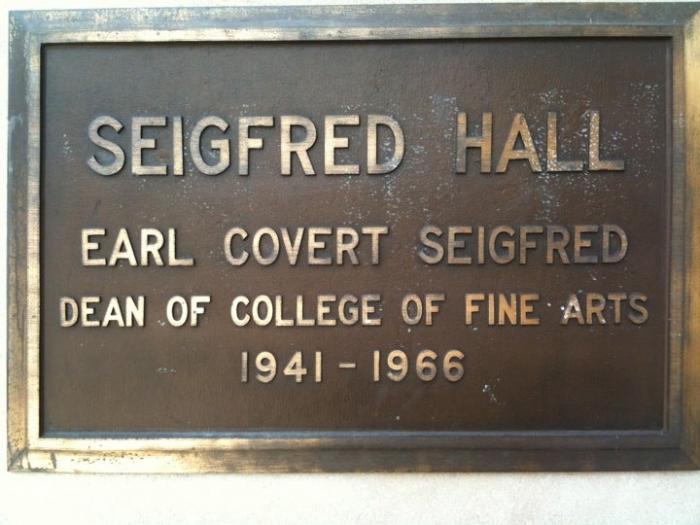 SEIGFRED HALL
EARL COVERT SEIGFRED
DEAN OF COLLEGE OF FINE ARTS
1941 - 1966